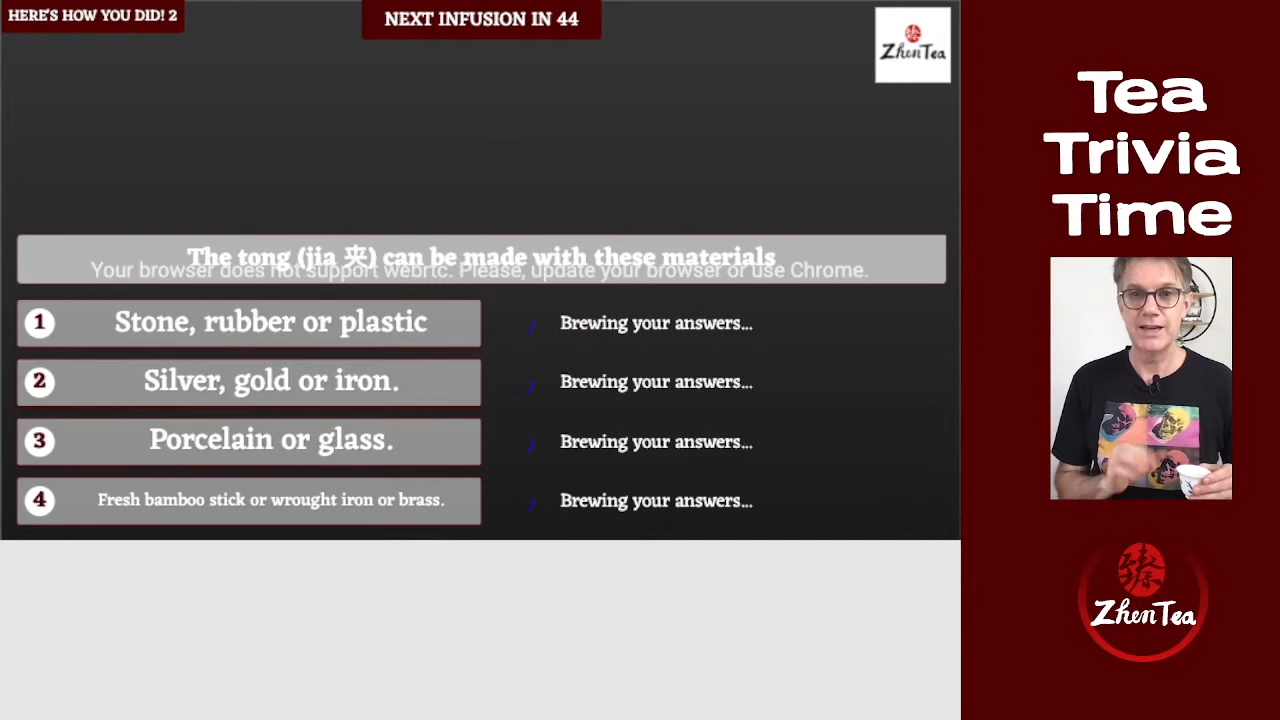 HERE'S HOW YOU DID! 2
NEXT INFUSION IN 44
ZhenTea
The tong (jia 夹) can be made with these materials
Your browser does not support webrtc. Please, update your browser or use Chrome.
1 Stone, rubber or plastic
Brewing your answers...
2 Silver, gold or iron.
Brewing your answers...
3 Porcelain or glass.
Brewing your answers...
4 Fresh bamboo stick or wrought iron or brass.
Brewing your answers...
Tea
Trivia
Time
臻
ZhenTea